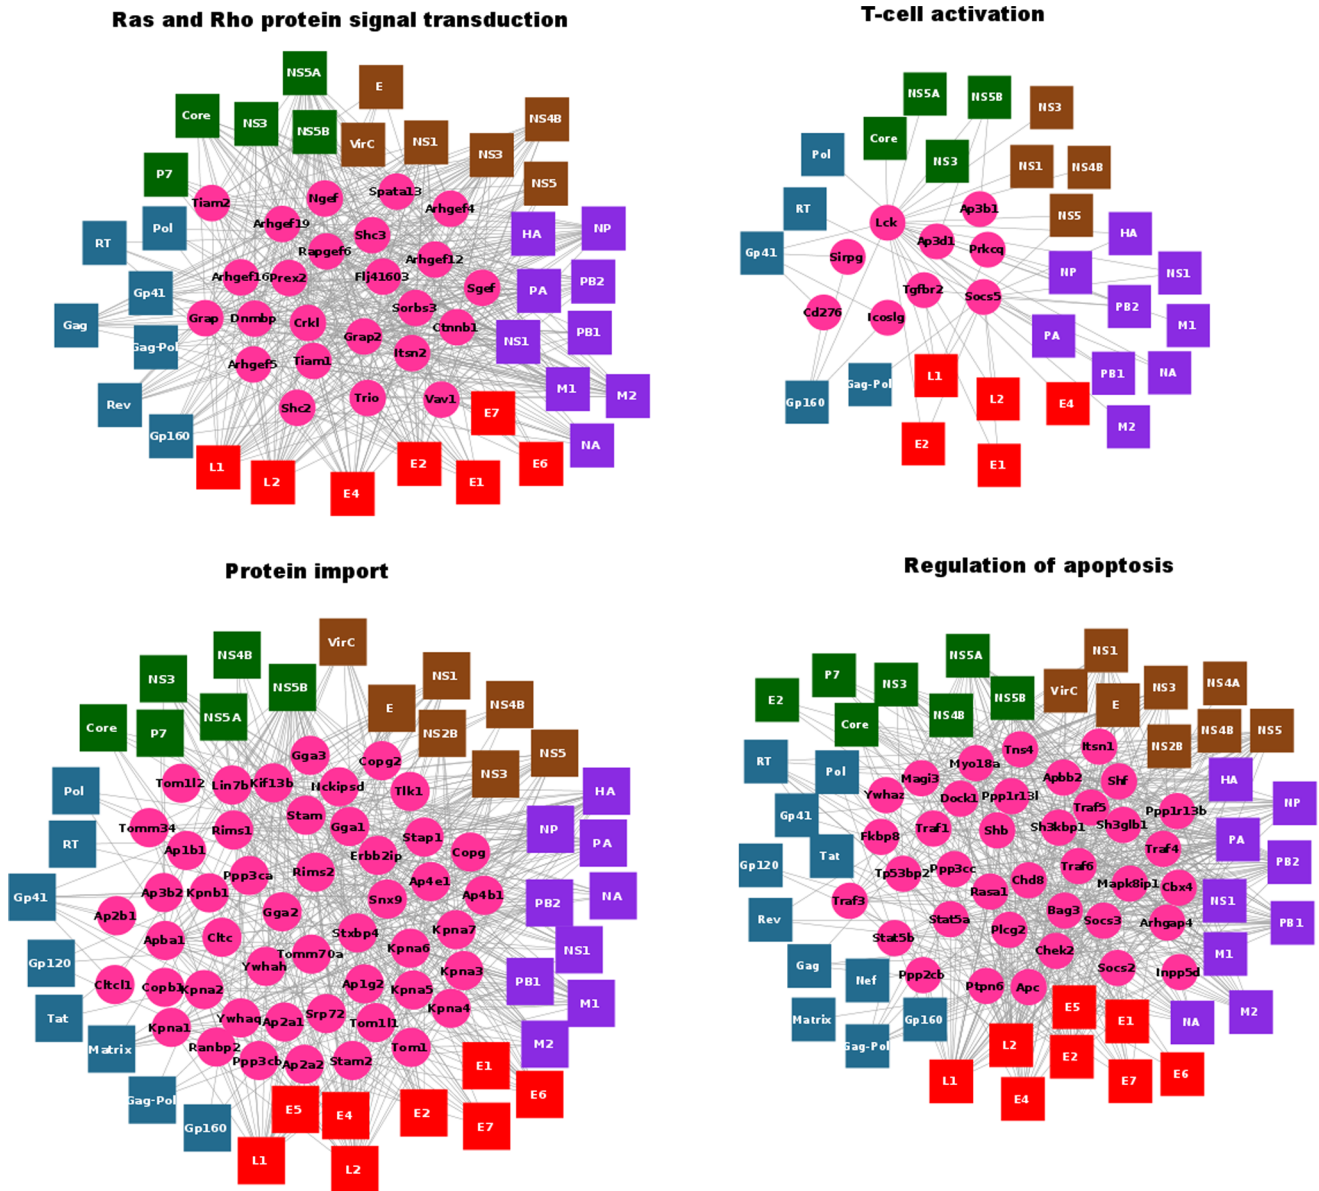 Ras and Rho protein signal transduction
NS5A
E
Core
NS3
NS5B
VirC
NS1
NS4B
NS3
P7
NS5
Tiam2
Ngef
Spata13
Arhgef4
RT
Pol
Arhgef19
Shc3
HA
NP
Rapgef6
Arhgef12
Gp41
Arhgef16
Prex2
Flj41603
Sgef
PA
PB2
Gag
Grap
Dnmbp
Crkl
Sorbs3
Ctnnb1
Grap2
NS1
PB1
Gag-Pol
Arhgef5
Tiam1
Itsn2
Rev
Shc2
Trio
Vav1
E7
M1
M2
Gp160
L1
L2
E4
E2
E1
E6
NA
T-cell activation
NS5A
NS5B
NS3
Core
Pol
NS3
NS1
NS4B
RT
Lck
Ap3b1
NS5
Gp41
Sirpg
Ap3d1
Prkcq
HA
NP
NS1
Tgfbr2
Socs5
Cd276
Icoslg
PB2
M1
PA
Gp160
Gag-Pol
L1
L2
E4
PB1
NA
E2
E1
M2
Protein import
VirC
NS4B
NS3
NS5B
NS1
NS5A
E
NS4B
Core
P7
NS2B
NS5
NS3
Gga3
Copg2
Pol
Tom1l2
Lin7b
Kif13b
Nckipsd
Tlk1
HA
Tomm34
Rims1
Stam
Gga1
Stap1
NP
PA
RT
Ap1b1
Erbb2ip
Copg
Ppp3ca
Rims2
Gp41
Ap3b2
Kpnb1
Ap4e1
Ap4b1
NA
Ap2b1
Gga2
Snx9
PB2
Apba1
Cltc
Stxbp4
Kpna6
Kpna7
NS1
Gp120
Ywhah
Tomm70a
Kpna3
Cltcl1
Copb1
Kpna2
Ap1g2
Kpna5
PB1
Tat
Kpna1
Ywhaq
Ap2a1
Srp72
Tom1l1
Kpna4
M1
Matrix
Ranbp2
Ppp3cb
Ap2a2
Stam2
Tom1
M2
E1
Gag-Pol
E5
E4
E2
E6
Gp160
E7
L1
L2
Regulation of apoptosis
NS5A
NS1
P7
NS3
VirC
NS3
NS4A
E2
NS5B
E
Core
NS4B
NS2B
NS4B
NS5
RT
Pol
Tns4
Itsn1
Myo18a
Magi3
Apbb2
Shf
HA
Ywhaz
Dock1
Ppp1r13l
NP
Gp41
Traf5
Ppp1r13b
Fkbp8
Traf1
Shb
Sh3kbp1
Sh3glb1
PA
Tat
Traf4
Gp120
Tp53bp2
Ppp3cc
Traf6
PB2
Rasa1
Chd8
Mapk8ip1
Cbx4
Traf3
NS1
Rev
Stat5a
Bag3
Socs3
Arhgap4
PB1
Stat5b
Plcg2
Chek2
M1
Gag
Nef
Ppp2cb
Ptpn6
Apc
Socs2
Inpp5d
Matrix
Gp160
E5
E1
NA
M2
Gag-Pol
L2
E2
L1
E4
E7
E6